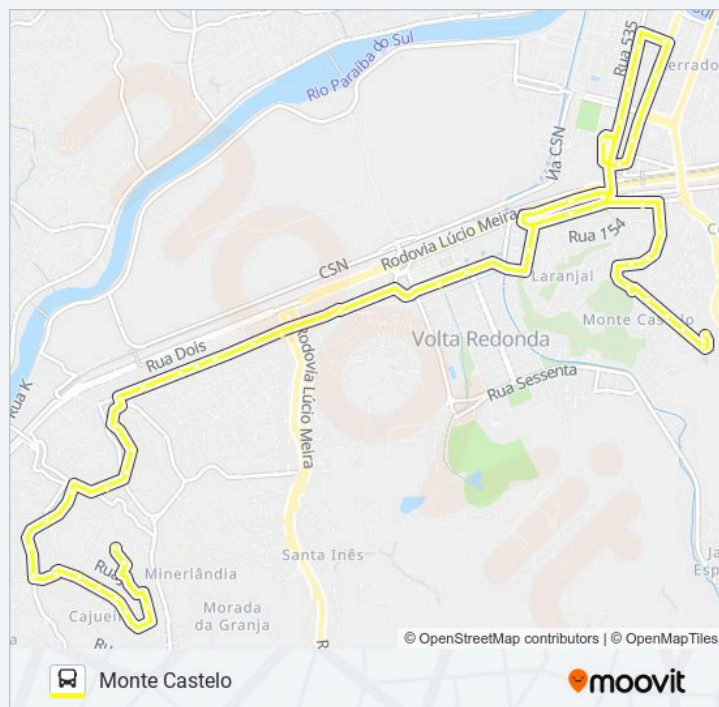 Rua 535
errado
Rio Paraíba do Sul
Via CSN
Rodovia Lúcio Meira
Rua 154
CSN
Laranjal
Monte Castelo
Volta Redonda
Rua Dois
Rodovia Lúcio Meira
Rua Sessenta
Rua K
Santa Inês
Minerlândia
Morada
da Granja
© OpenStreetMap contributors | © OpenMapTiles
Monte Castelo
moovit